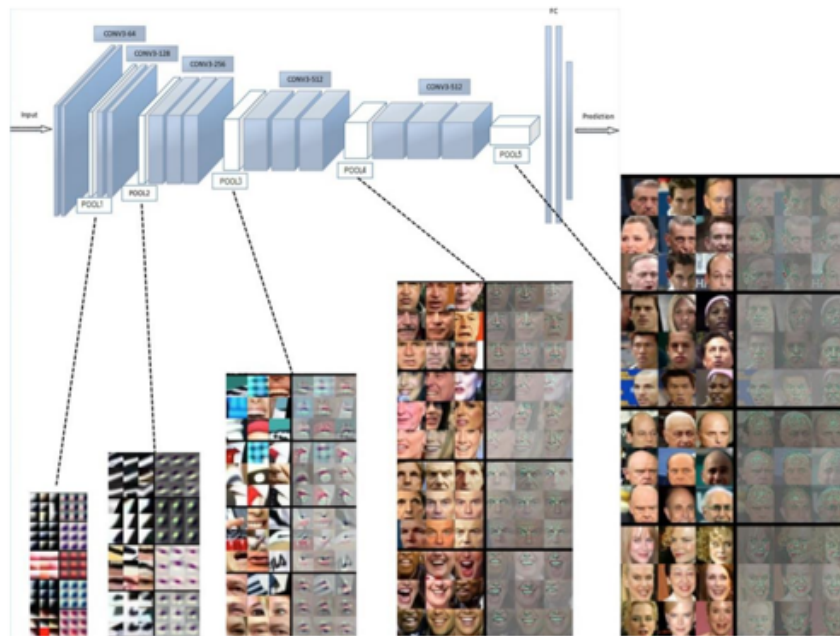 FC
CONV3-64
CONV3-128
CONV3-256
CONV3-512
CONV3-512
Input
Prediction
POOL1
POOL2
POOL3
POOL4
POOL5